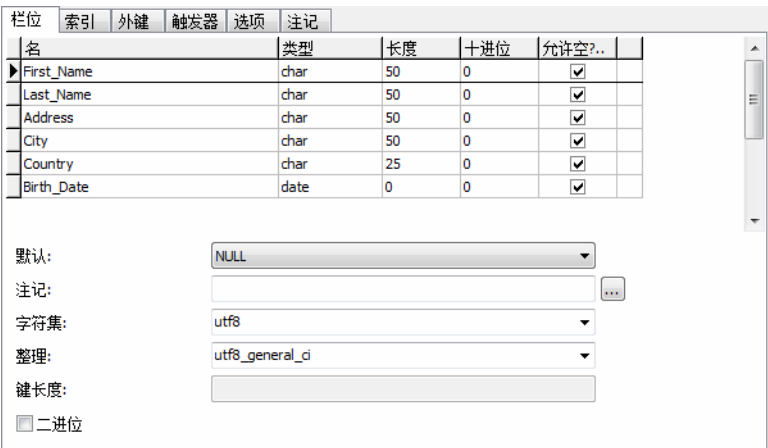 栏位 索引 外键 触发器 选项 注记
名 类型 长度 十进位 允许空?..
First_Name char 50 0
Last_Name char 50 0
Address char 50 0
City char 50 0
Country char 25 0
Birth_Date date 0 0
默认: NULL
注记: ...
字符集: utf8
整理: utf8_general_ci
键长度:
二进位